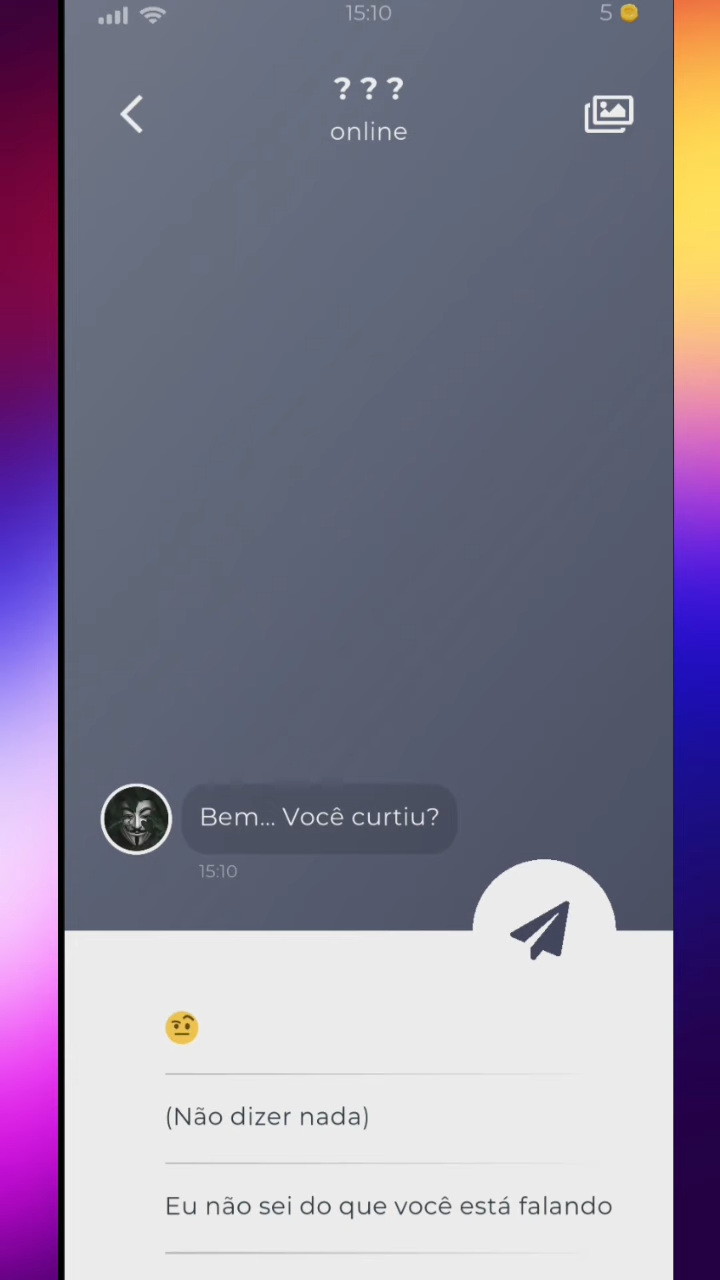 15:10
5
? ? ?
online
Bem... Você curtiu?
15:10
🤨
(Não dizer nada)
Eu não sei do que você está falando